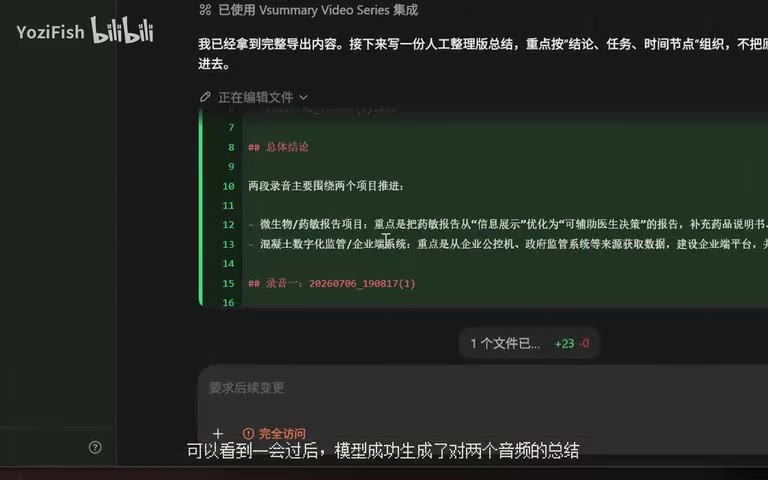 已使用 Vsummary Video Series 集成
YoziFish bilibili
我已经拿到完整导出内容。接下来写一份人工整理版总结，重点按“结论、任务、时间节点”组织，不把原
进去。
正在编辑文件
7
8 ## 总体结论
9
10 两段录音主要围绕两个项目推进：
11
12 - 微生物/药敏报告项目：重点是把药敏报告从“信息展示”优化为“可辅助医生决策”的报告，补充药品说明书、
13 - 混凝土数字化监管/企业端系统：重点是从企业公控机、政府监管系统等来源获取数据，建设企业端平台，并
14
15 ## 录音一：20260706_190817(1)
16
1 个文件已... +23 -0
要求后续变更
完全访问
可以看到一会过后，模型成功生成了对两个音频的总结